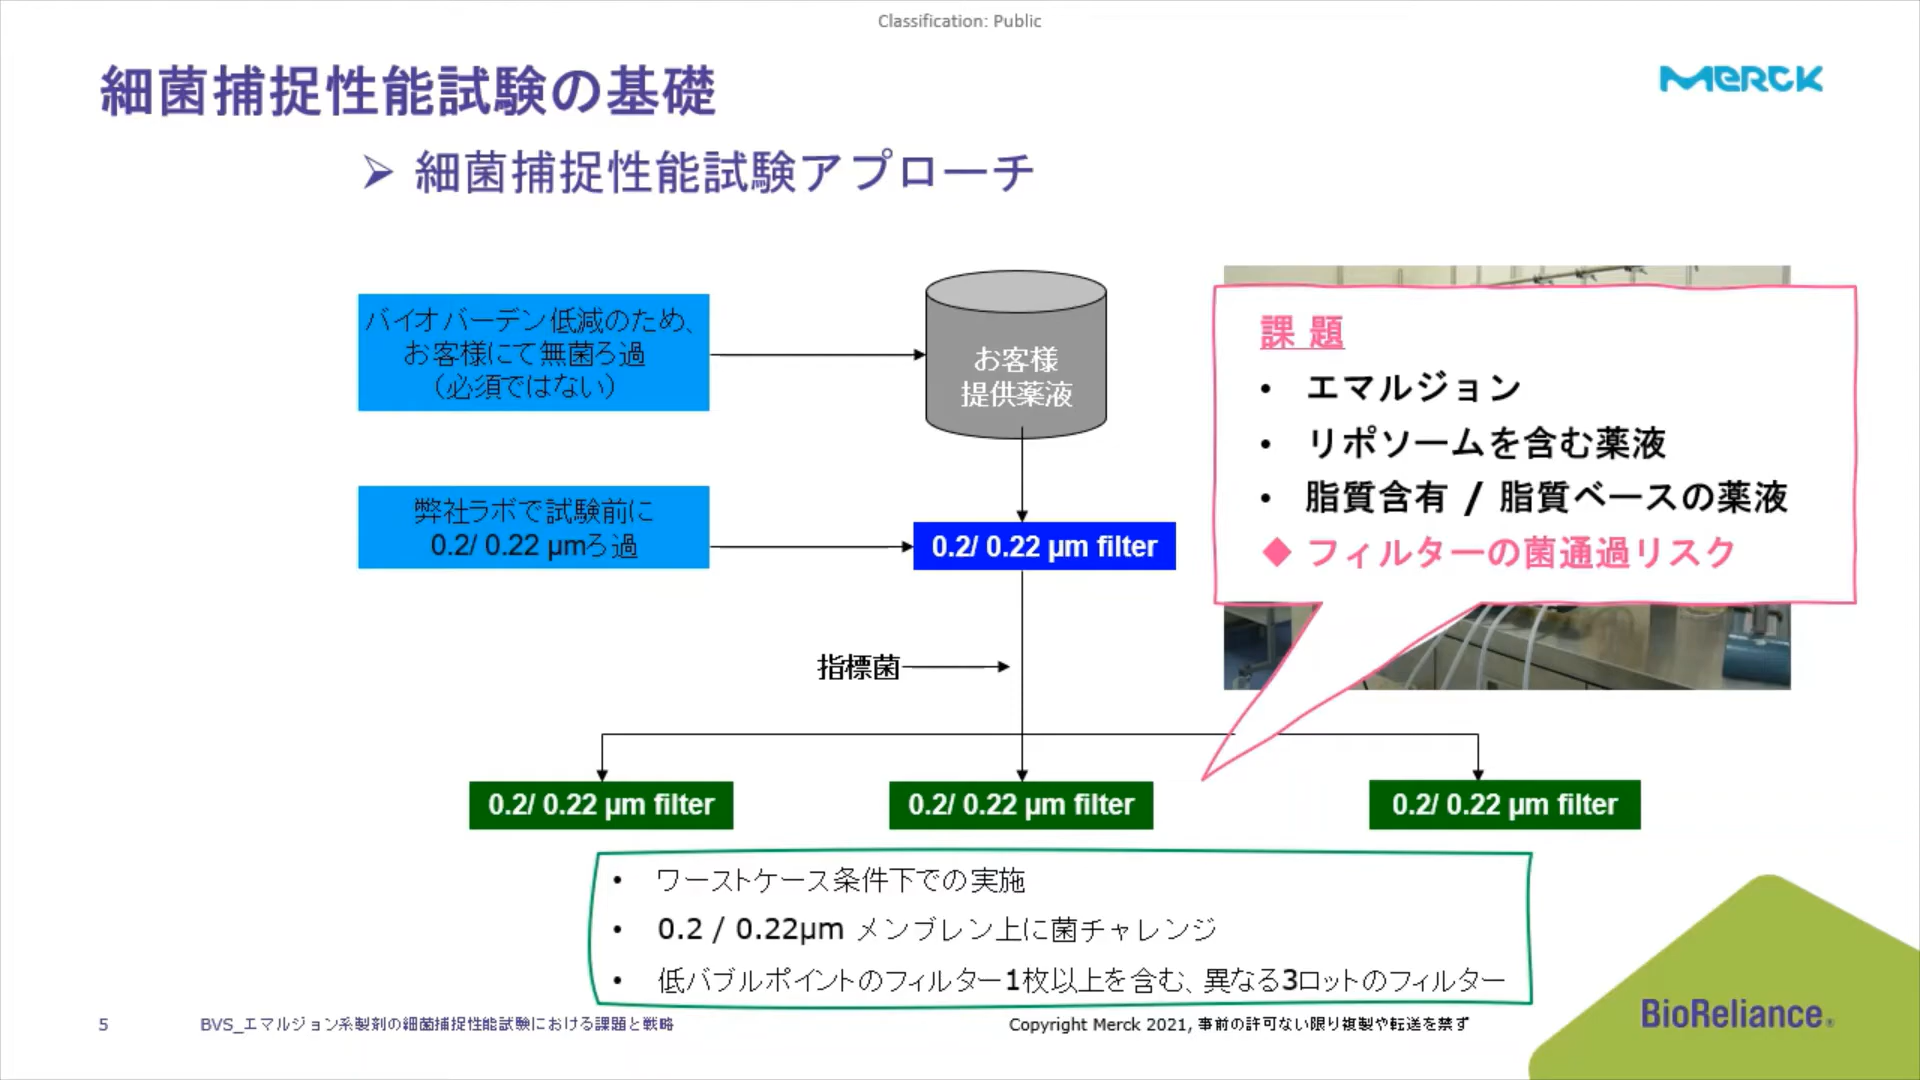 Classification: Public
細菌捕捉性能試験の基礎
MERCK
➢ 細菌捕捉性能試験アプローチ
バイオバーデン低減のため、
お客様にて無菌ろ過
（必須ではない）
お客様
提供薬液
課 題
• エマルジョン
• リポソームを含む薬液
• 脂質含有 / 脂質ベースの薬液
◆ フィルターの菌通過リスク
弊社ラボで試験前に
0.2/ 0.22 µmろ過
0.2/ 0.22 µm filter
指標菌
0.2/ 0.22 µm filter
0.2/ 0.22 µm filter
0.2/ 0.22 µm filter
• ワーストケース条件下での実施
• 0.2 / 0.22µm メンブレン上に菌チャレンジ
• 低バブルポイントのフィルター1枚以上を含む、異なる3ロットのフィルター
5
BVS_エマルジョン系製剤の細菌捕捉性能試験における課題と戦略
Copyright Merck 2021, 事前の許可ない限り複製や転送を禁ず
BioReliance®